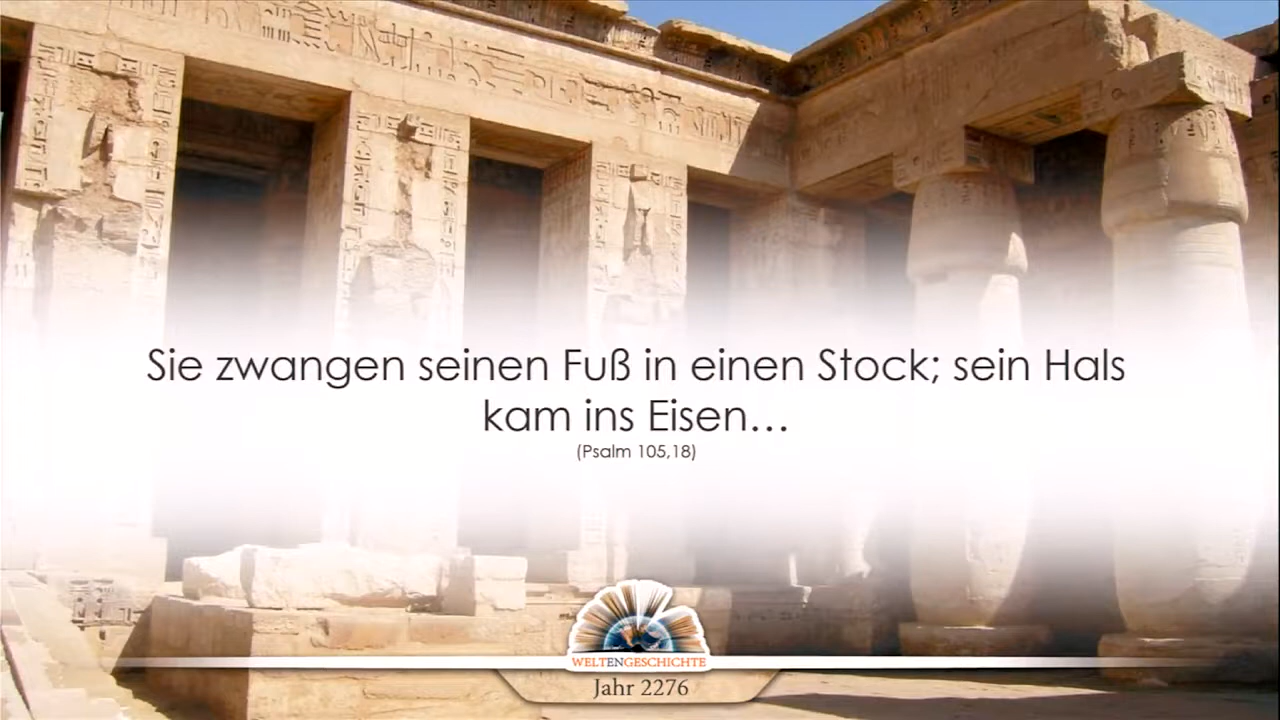 Sie zwangen seinen Fuß in einen Stock; sein Hals
kam ins Eisen…
(Psalm 105,18)
WELTENGESCHICHTE
Jahr 2276